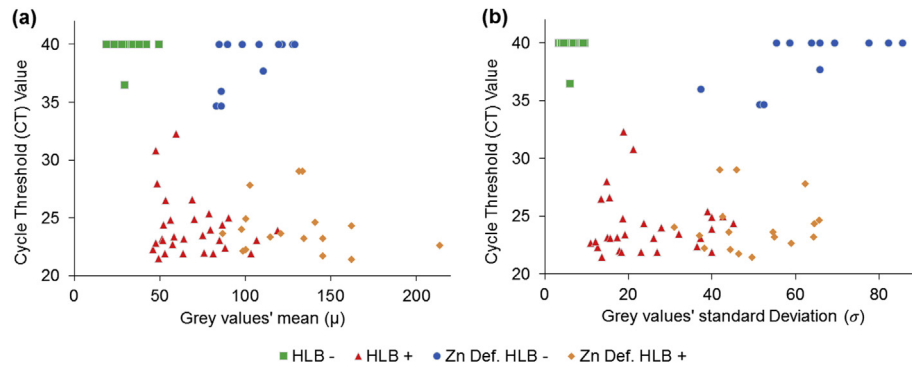 (a)
Cycle Threshold (CT) Value
40
35
30
25
20
0
50
100
150
200
Grey values' mean (µ)
(b)
Cycle Threshold (CT) Value
40
35
30
25
20
0
20
40
60
80
Grey values' standard Deviation (σ)
HLB - HLB + Zn Def. HLB - Zn Def. HLB +